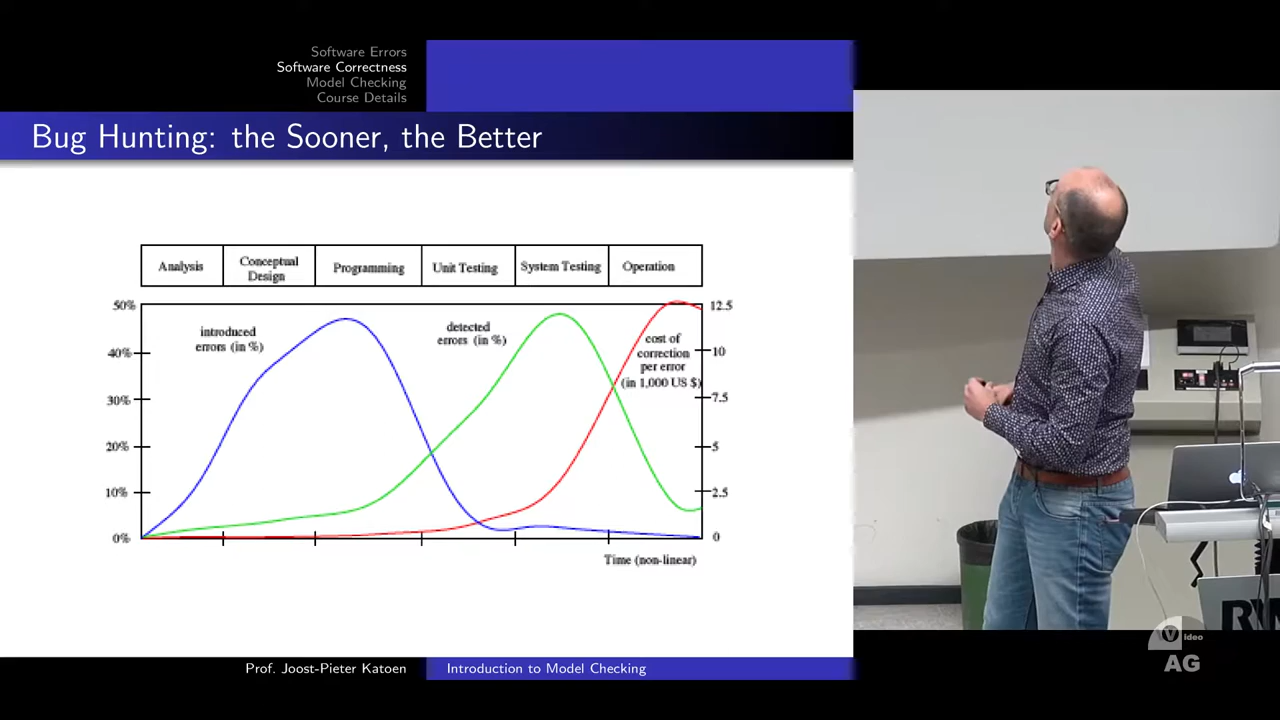 Software Errors
Software Correctness
Model Checking
Course Details
Bug Hunting: the Sooner, the Better
Analysis
Conceptual
Design
Programming
Unit Testing
System Testing
Operation
50%
40%
30%
20%
10%
0%
introduced
errors (in %)
detected
errors (in %)
cost of
correction
per error
(in 1,000 US $)
12.5
10
7.5
5
2.5
0
Time (non-linear)
Prof. Joost-Pieter Katoen
Introduction to Model Checking
Video
AG